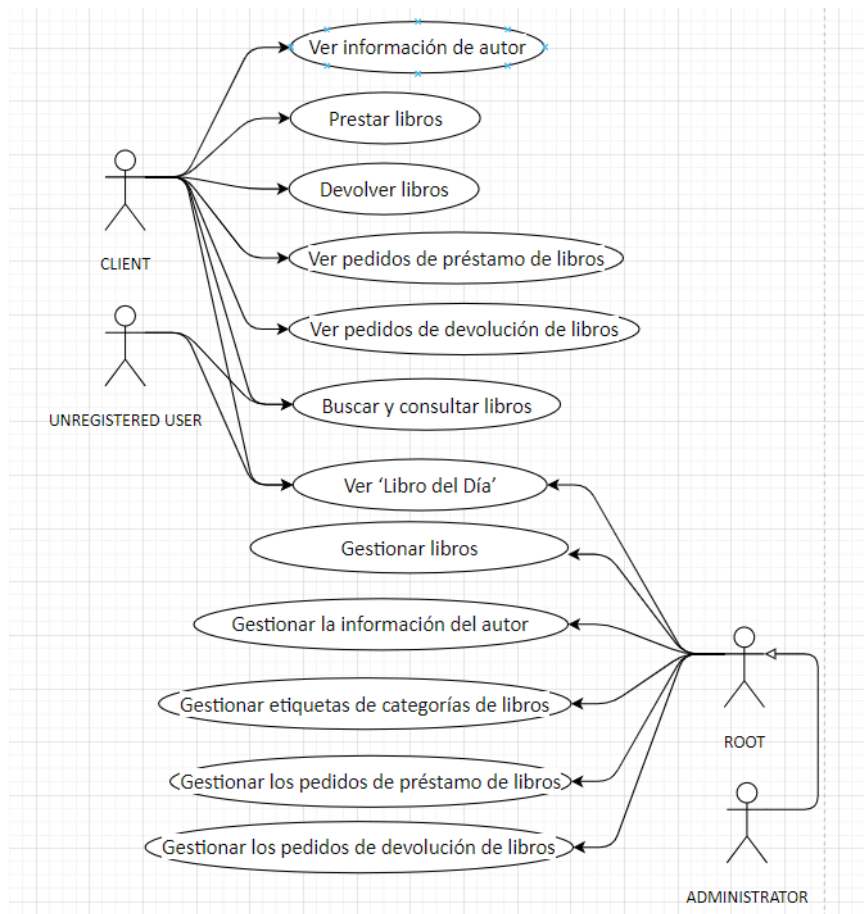 Ver información de autor
Prestar libros
Devolver libros
CLIENT
Ver pedidos de préstamo de libros
Ver pedidos de devolución de libros
Buscar y consultar libros
UNREGISTERED USER
Ver ‘Libro del Día’
Gestionar libros
Gestionar la información del autor
Gestionar etiquetas de categorías de libros
ROOT
Gestionar los pedidos de préstamo de libros
Gestionar los pedidos de devolución de libros
ADMINISTRATOR